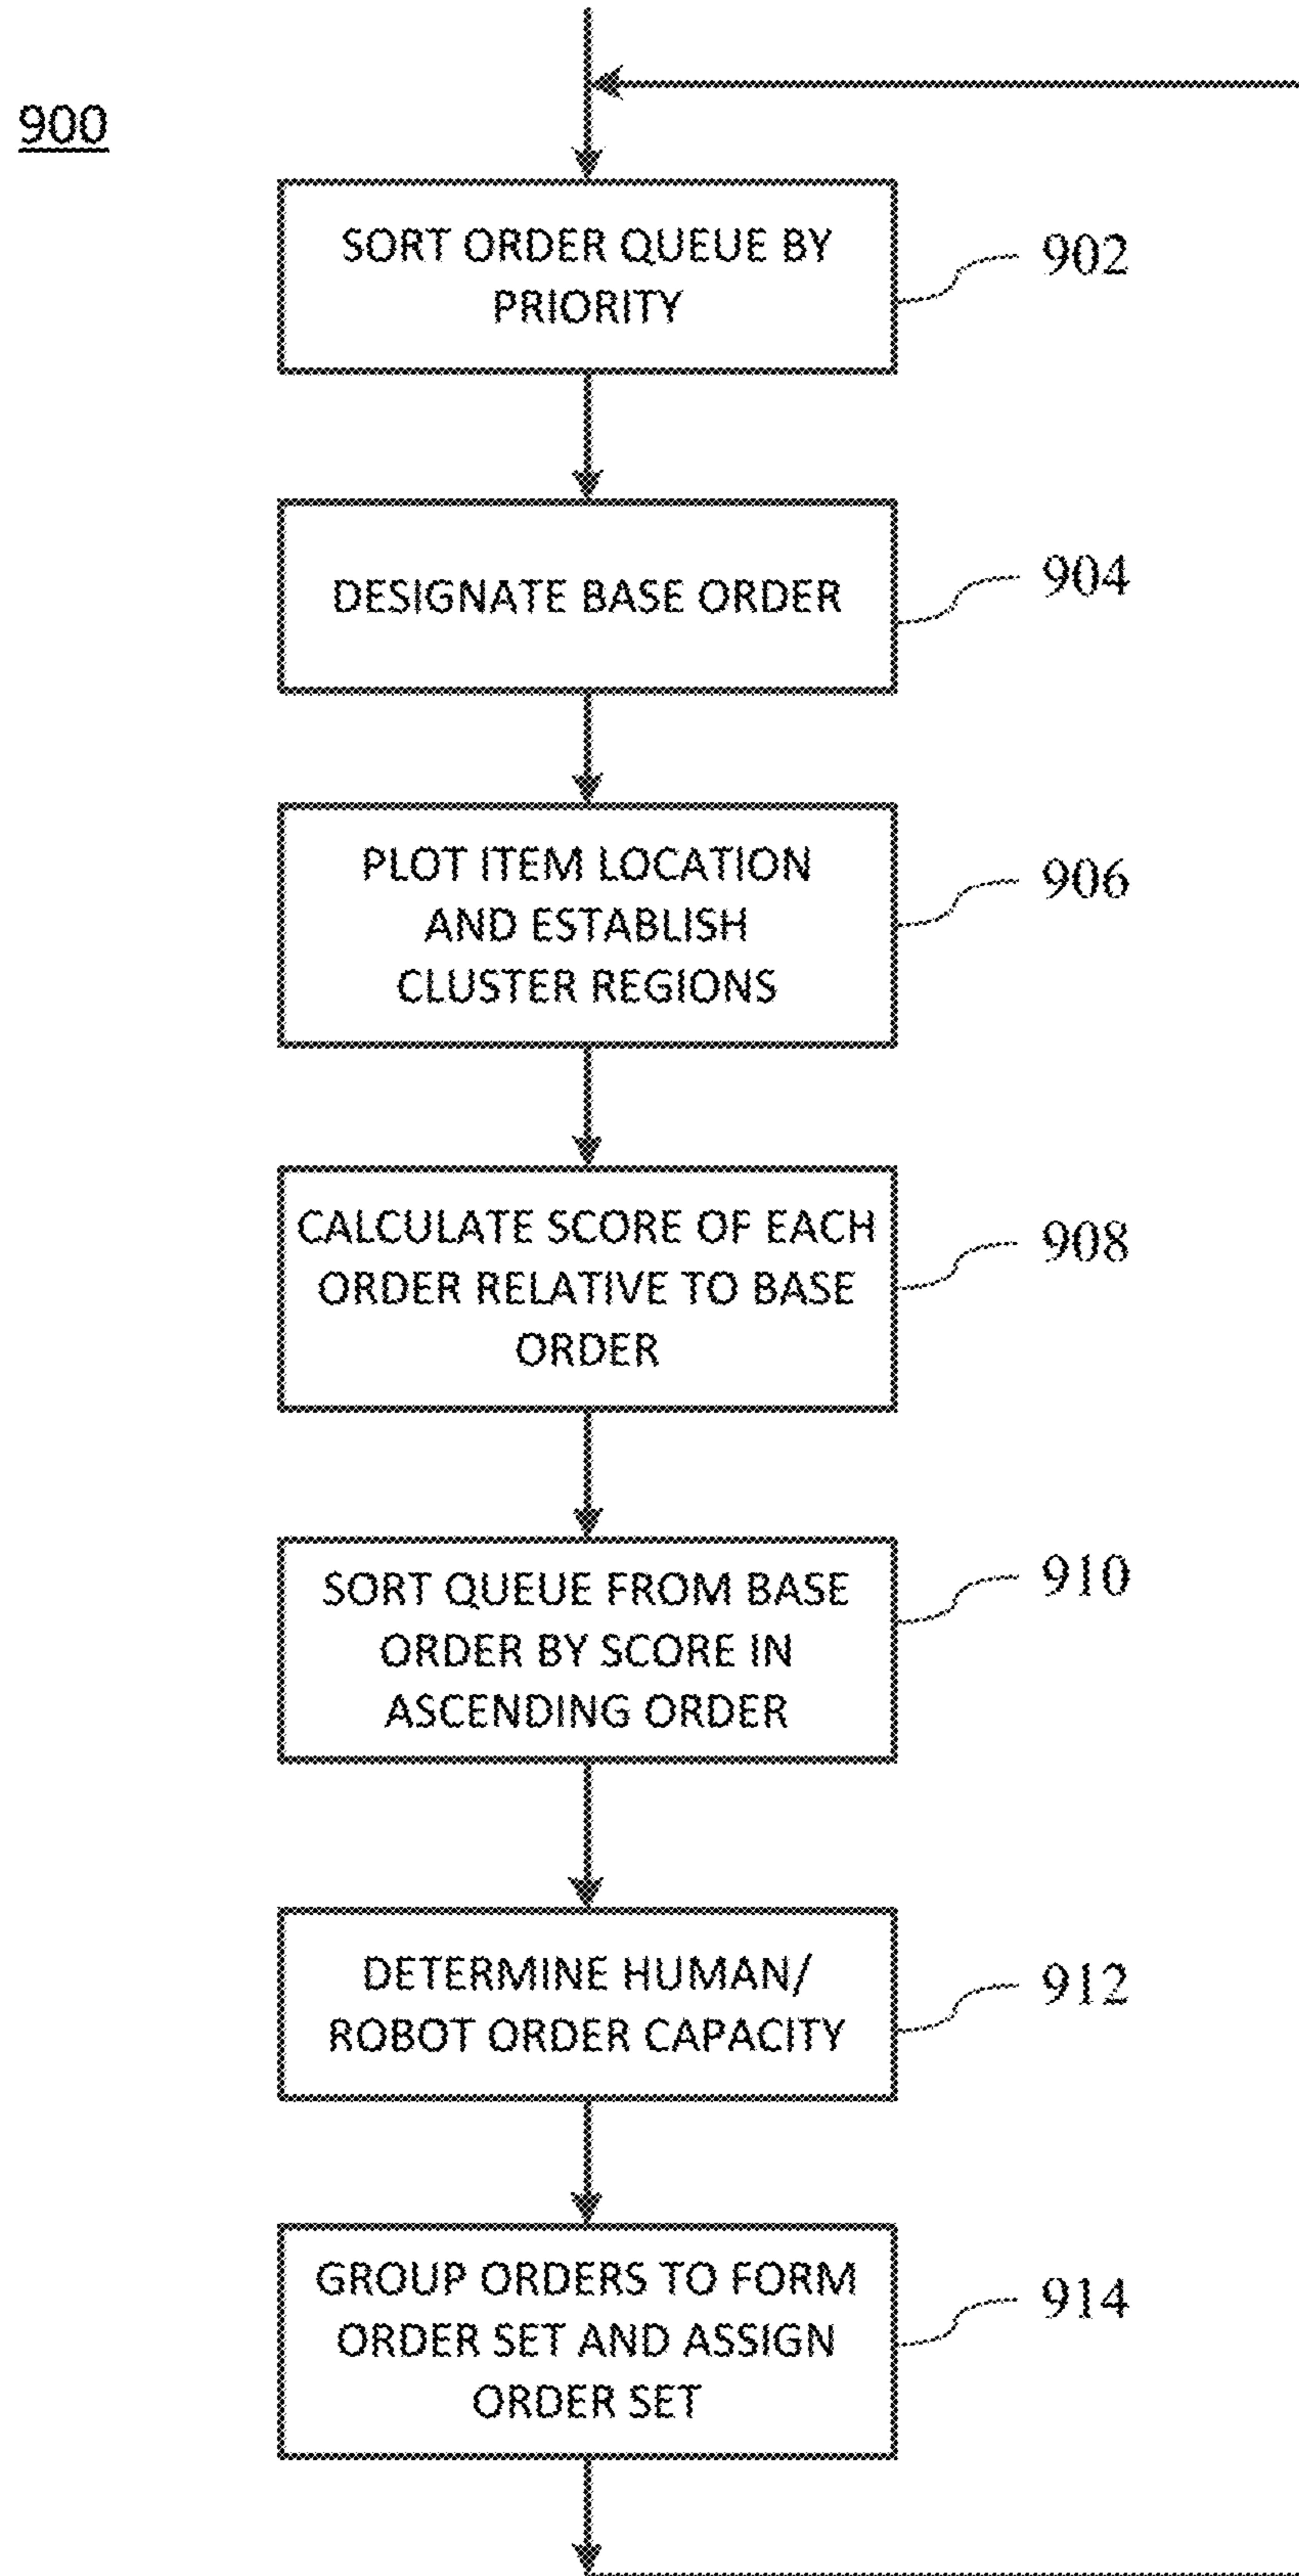 900
SORT ORDER QUEUE BY
PRIORITY
902
DESIGNATE BASE ORDER
904
PLOT ITEM LOCATION
AND ESTABLISH
CLUSTER REGIONS
906
CALCULATE SCORE OF EACH
ORDER RELATIVE TO BASE
ORDER
908
SORT QUEUE FROM BASE
ORDER BY SCORE IN
ASCENDING ORDER
910
DETERMINE HUMAN/
ROBOT ORDER CAPACITY
912
GROUP ORDERS TO FORM
ORDER SET AND ASSIGN
ORDER SET
914